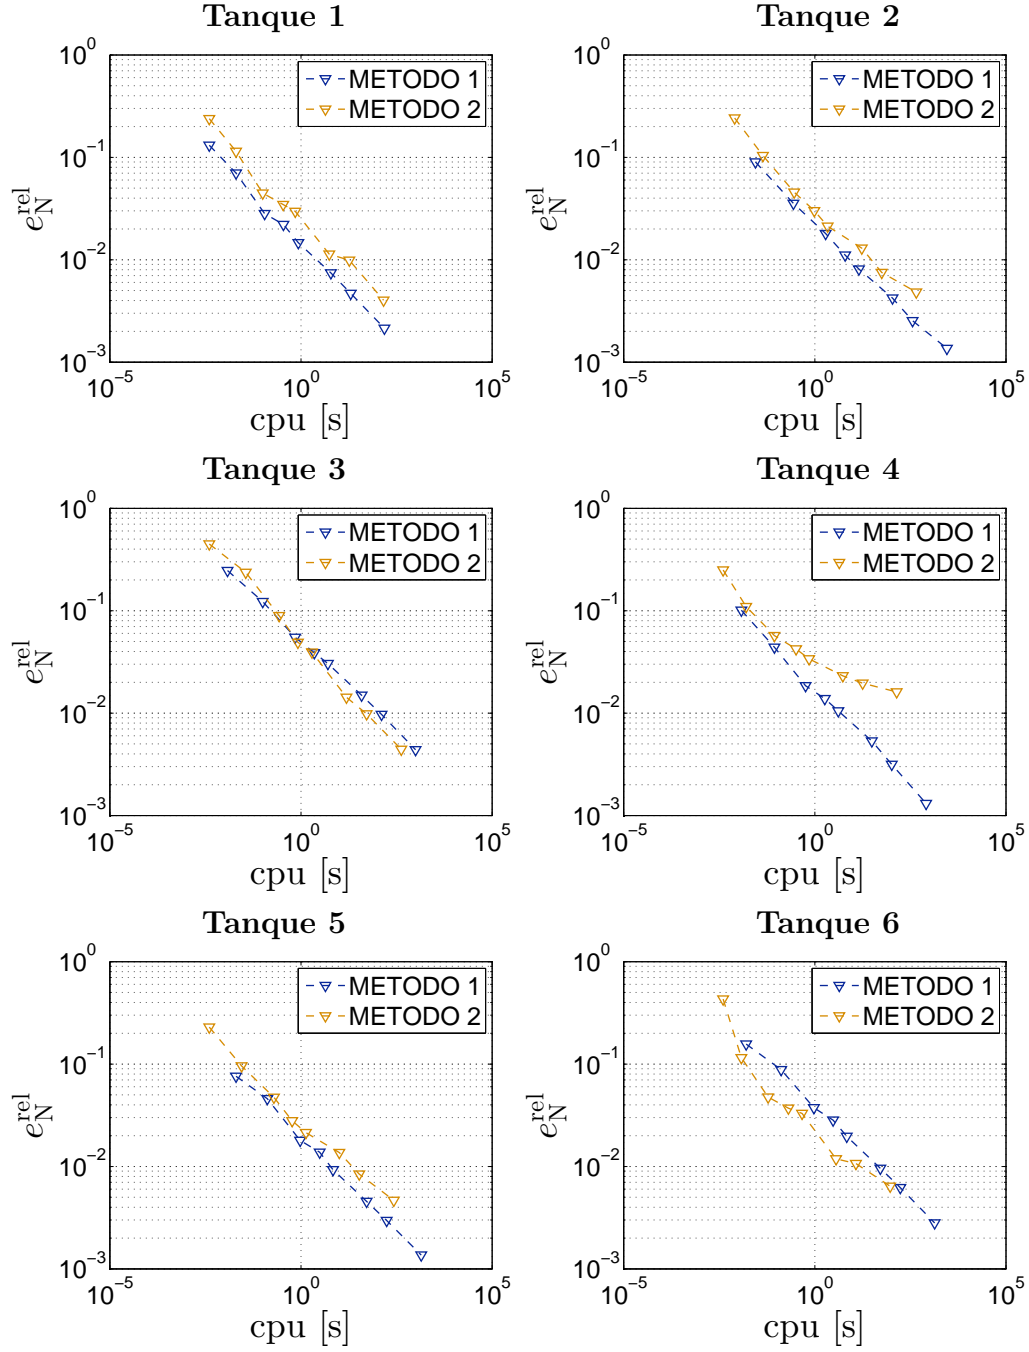 Tanque 1
10^0
10^-1
10^-2
10^-3
e_N^rel
METODO 1
METODO 2
10^-5
10^0
10^5
cpu [s]
Tanque 2
10^0
10^-1
10^-2
10^-3
e_N^rel
METODO 1
METODO 2
10^-5
10^0
10^5
cpu [s]
Tanque 3
10^0
10^-1
10^-2
10^-3
e_N^rel
METODO 1
METODO 2
10^-5
10^0
10^5
cpu [s]
Tanque 4
10^0
10^-1
10^-2
10^-3
e_N^rel
METODO 1
METODO 2
10^-5
10^0
10^5
cpu [s]
Tanque 5
10^0
10^-1
10^-2
10^-3
e_N^rel
METODO 1
METODO 2
10^-5
10^0
10^5
cpu [s]
Tanque 6
10^0
10^-1
10^-2
10^-3
e_N^rel
METODO 1
METODO 2
10^-5
10^0
10^5
cpu [s]